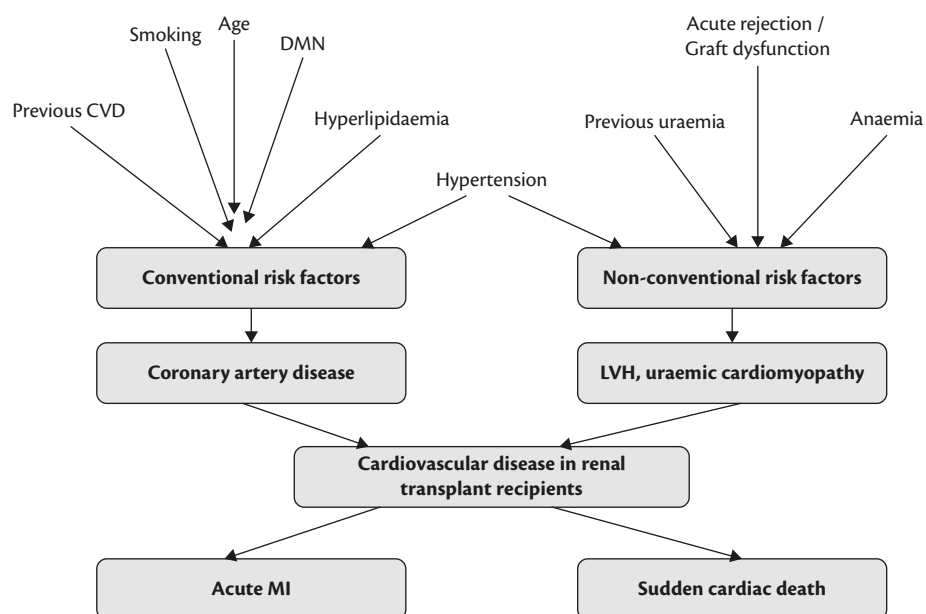 Age
Smoking
DMN
Acute rejection /
Graft dysfunction
Previous CVD
Hyperlipidaemia
Previous uraemia
Anaemia
Hypertension
Conventional risk factors
Non-conventional risk factors
Coronary artery disease
LVH, uraemic cardiomyopathy
Cardiovascular disease in renal
transplant recipients
Acute MI
Sudden cardiac death